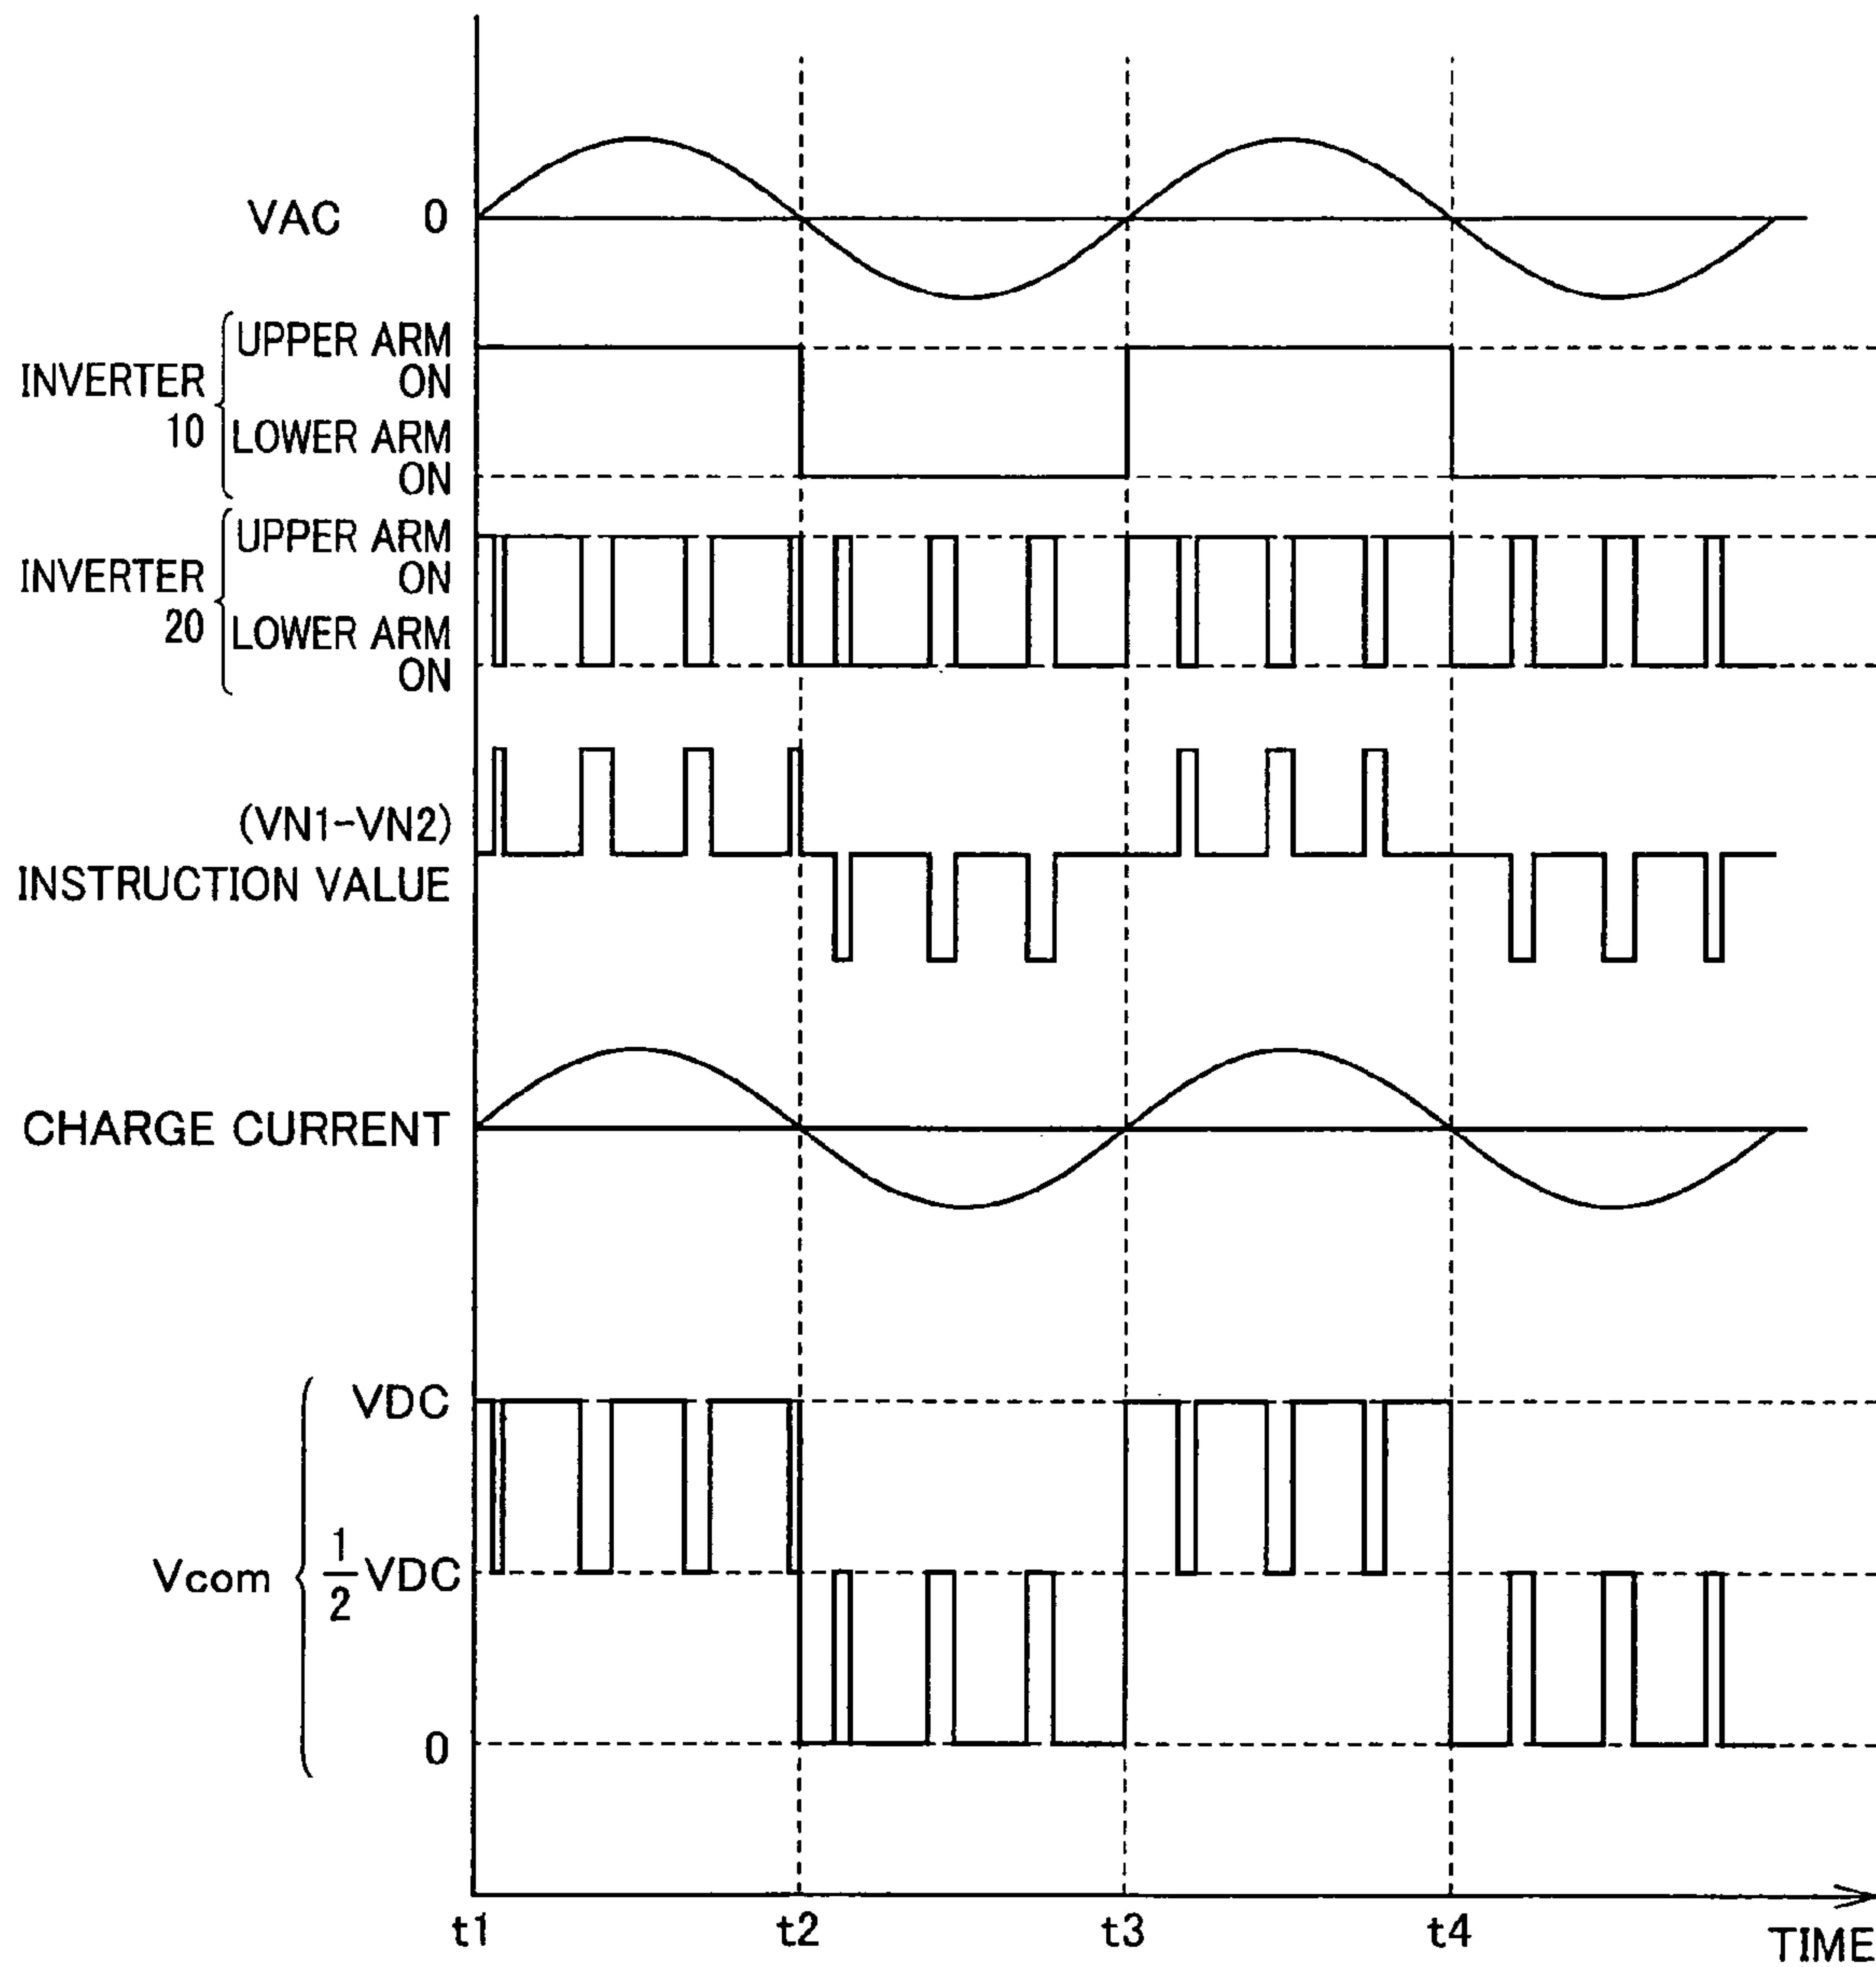 VAC 0
INVERTER
10
UPPER ARM
ON
LOWER ARM
ON
INVERTER
20
UPPER ARM
ON
LOWER ARM
ON
(VN1-VN2)
INSTRUCTION VALUE
CHARGE CURRENT
Vcom
VDC
1/2 VDC
0
t1 t2 t3 t4 TIME